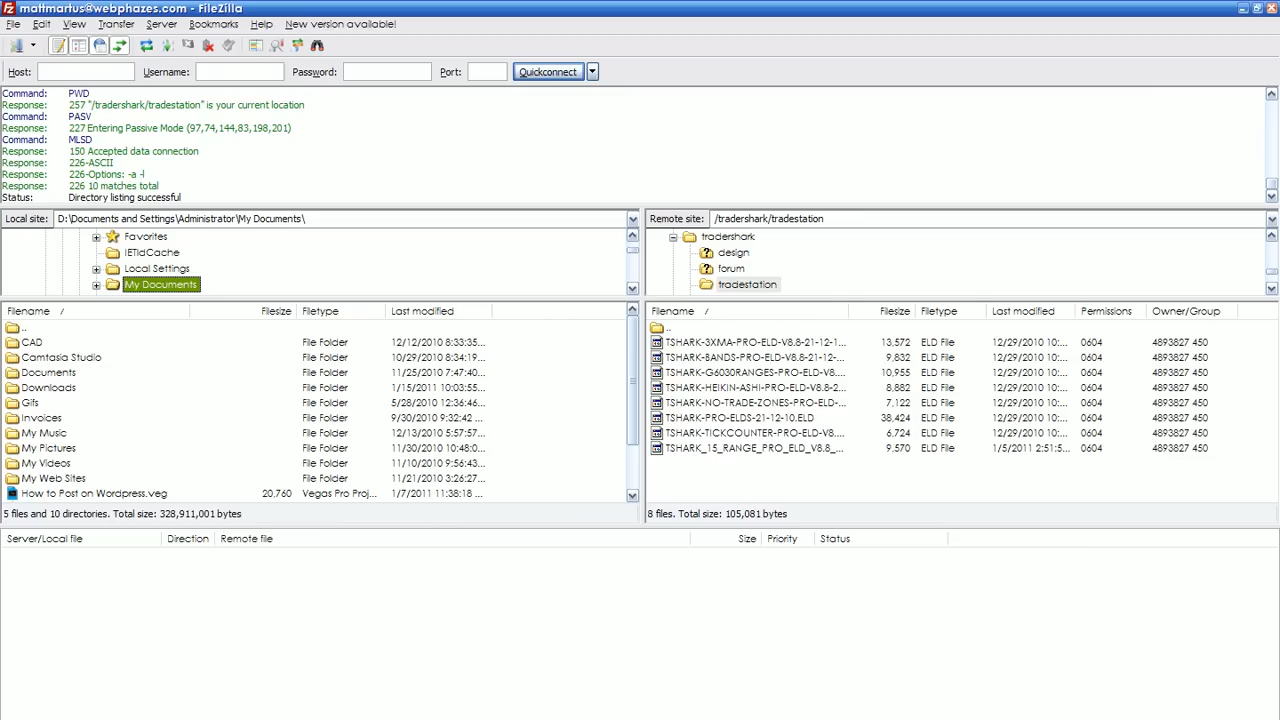 mattmartus@webphazes.com - FileZilla
File Edit View Transfer Server Bookmarks Help New version available!
Host: Username: Password: Port: Quickconnect
Command: PWD
Response: 257 "/tradershark/tradestation" is your current location
Command: PASV
Response: 227 Entering Passive Mode (97,74,144,83,198,201)
Command: MLSD
Response: 150 Accepted data connection
Response: 226-ASCII
Response: 226-Options: -a -l
Response: 226 10 matches total
Status: Directory listing successful
Local site: D:\Documents and Settings\Administrator\My Documents\
Favorites
IETldCache
Local Settings
My Documents
Remote site: /tradershark/tradestation
tradershark
design
forum
tradestation
Filename / Filesize Filetype Last modified
..
CAD File Folder 12/12/2010 8:33:35...
Camtasia Studio File Folder 10/29/2010 8:34:19...
Documents File Folder 11/25/2010 7:47:40...
Downloads File Folder 1/15/2011 10:03:55...
Gifs File Folder 5/28/2010 12:36:46...
Invoices File Folder 9/30/2010 9:32:42 ...
My Music File Folder 12/13/2010 5:57:57...
My Pictures File Folder 11/30/2010 10:48:0...
My Videos File Folder 11/10/2010 9:56:43...
My Web Sites File Folder 11/21/2010 3:26:27...
How to Post on Wordpress.veg 20,760 Vegas Pro Proj... 1/7/2011 11:38:18 ...
5 files and 10 directories. Total size: 328,911,001 bytes
Filename / Filesize Filetype Last modified Permissions Owner/Group
..
TSHARK-3XMA-PRO-ELD-V8.8-21-12-1... 13,572 ELD File 12/29/2010 10:... 0604 4893827 450
TSHARK-BANDS-PRO-ELD-V8.8-21-12-... 9,832 ELD File 12/29/2010 10:... 0604 4893827 450
TSHARK-G6030RANGES-PRO-ELD-V8.... 10,955 ELD File 12/29/2010 10:... 0604 4893827 450
TSHARK-HEIKIN-ASHI-PRO-ELD-V8.8-2... 8,882 ELD File 12/29/2010 10:... 0604 4893827 450
TSHARK-NO-TRADE-ZONES-PRO-ELD-... 7,122 ELD File 12/29/2010 10:... 0604 4893827 450
TSHARK-PRO-ELDS-21-12-10.ELD 38,424 ELD File 12/29/2010 10:... 0604 4893827 450
TSHARK-TICKCOUNTER-PRO-ELD-V8.... 6,724 ELD File 12/29/2010 10:... 0604 4893827 450
TSHARK_15_RANGE_PRO_ELD_V8.8_... 9,570 ELD File 1/5/2011 2:51:5... 0604 4893827 450
8 files. Total size: 105,081 bytes
Server/Local file Direction Remote file Size Priority Status